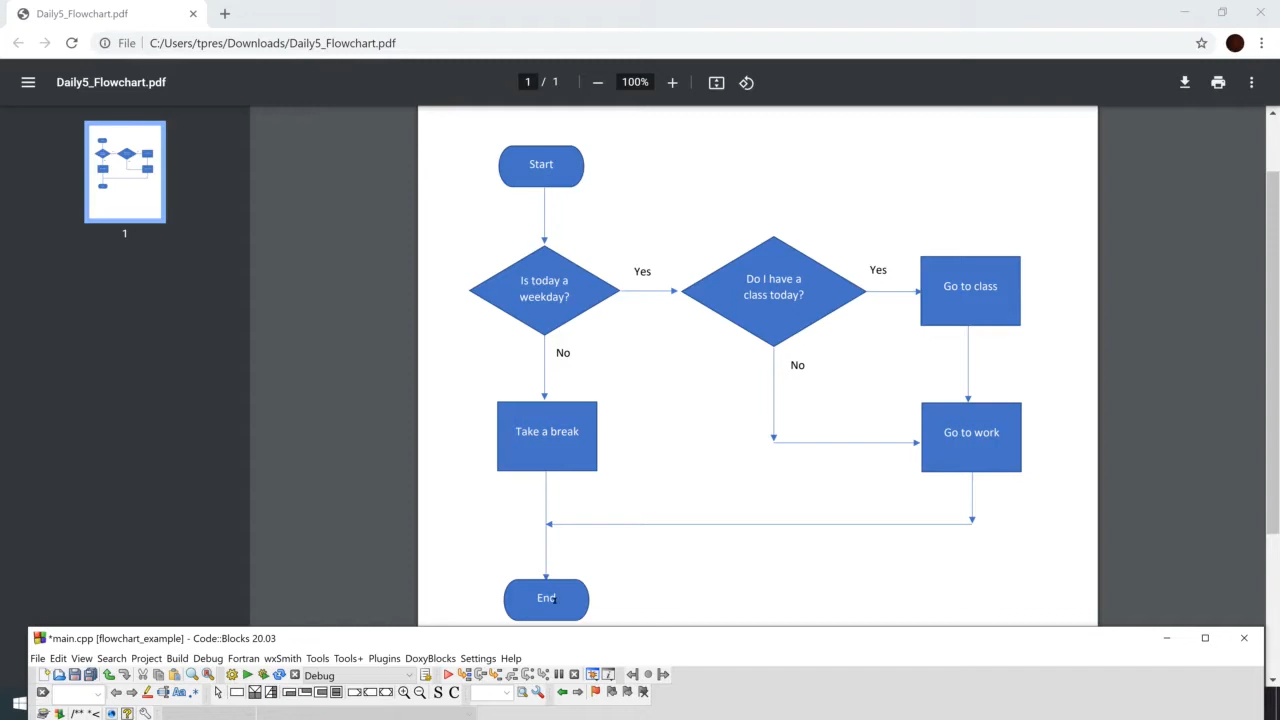 Daily5_Flowchart.pdf
File C:/Users/tpres/Downloads/Daily5_Flowchart.pdf
Daily5_Flowchart.pdf
1 / 1
100%
1
Start
Is today a
weekday?
Yes
Do I have a
class today?
Yes
Go to class
No
No
Take a break
Go to work
End
*main.cpp [flowchart_example] - Code::Blocks 20.03
File Edit View Search Project Build Debug Fortran wxSmith Tools Tools+ Plugins DoxyBlocks Settings Help
Debug
Aa .*
S C
/** *<